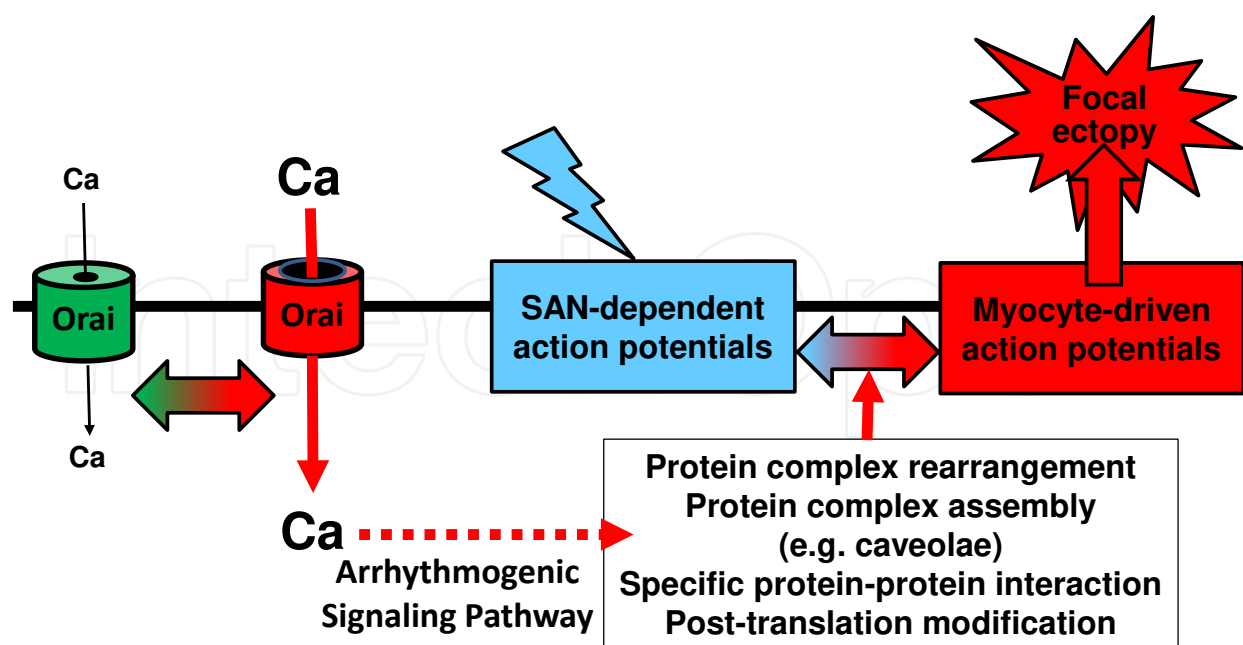 Focal
ectopy
Ca
Ca
Orai
Orai
SAN-dependent
action potentials
Myocyte-driven
action potentials
Ca
Ca
Arrhythmogenic
Signaling Pathway
Protein complex rearrangement
Protein complex assembly
(e.g. caveolae)
Specific protein-protein interaction
Post-translation modification